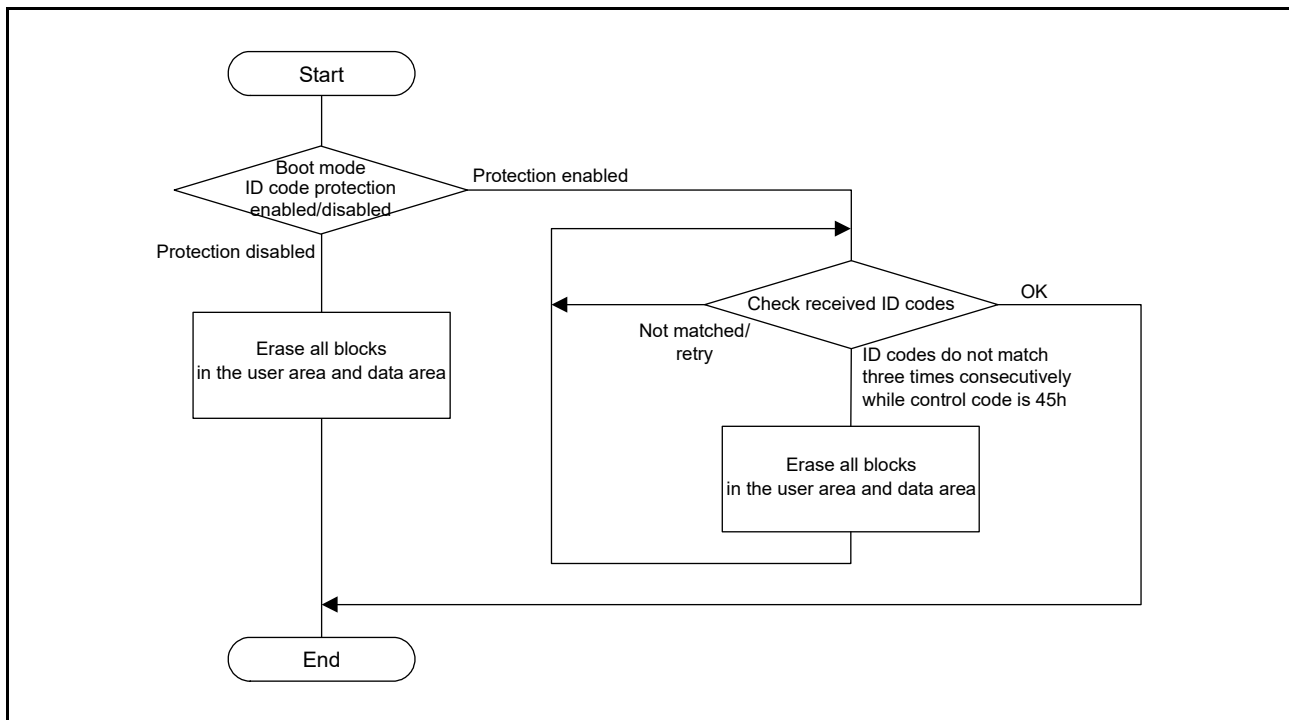 Start
Boot mode
ID code protection
enabled/disabled
Protection enabled
Protection disabled
Check received ID codes
OK
Not matched/
retry
ID codes do not match
three times consecutively
while control code is 45h
Erase all blocks
in the user area and data area
Erase all blocks
in the user area and data area
End